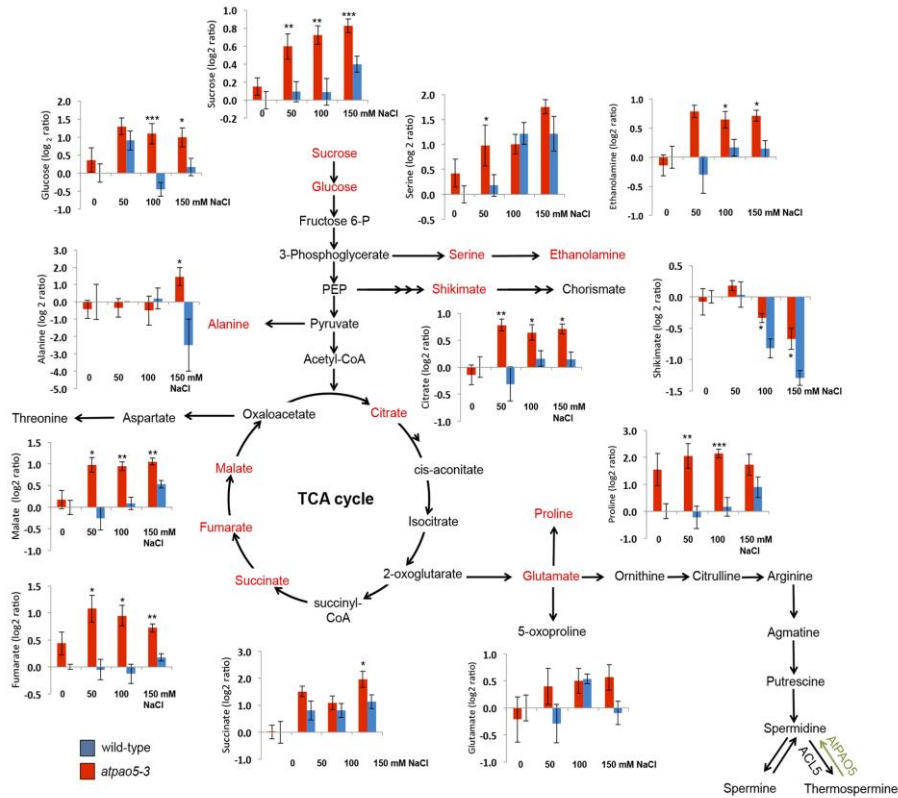 Sucrose (log2 ratio)
1.0
0.8
0.6
0.4
0.2
0.0
-0.2
**
**
***
0 50 100 150 mM NaCl
Glucose (log 2 ratio)
2.0
1.5
1.0
0.5
0.0
-0.5
-1.0
***
*
0 50 100 150 mM NaCl
Serine (log 2 ratio)
2.0
1.5
1.0
0.5
0.0
-0.5
*
0 50 100 150 mM NaCl
Ethanolamine (log2 ratio)
1.0
0.5
0.0
-0.5
-1.0
*
*
0 50 100 150 mM NaCl
Sucrose
Glucose
Fructose 6-P
3-Phosphoglycerate
Serine
Ethanolamine
PEP
Shikimate
Chorismate
Alanine
Pyruvate
Acetyl-CoA
Alanine (log 2 ratio)
3.0
2.0
1.0
0.0
-1.0
-2.0
-3.0
-4.0
-5.0
*
0 50 100 150 mM
NaCl
Citrate (log2 ratio)
1.0
0.5
0.0
-0.5
-1.0
**
*
*
0 50 100 150 mM NaCl
Shikimate (log2 ratio)
0.5
0.0
-0.5
-1.0
-1.5
*
*
0 50 100 150 mM
NaCl
Threonine
Aspartate
Oxaloacetate
Citrate
Malate
cis-aconitate
TCA cycle
Fumarate
Isocitrate
Succinate
2-oxoglutarate
succinyl-
CoA
Malate (log2 ratio)
1.5
1.0
0.5
0.0
-0.5
-1.0
*
**
**
0 50 100 150 mM
NaCl
Proline (log2 ratio)
3.0
2.0
1.0
0.0
-1.0
**
***
0 50 100 150 mM
NaCl
Proline
Glutamate
Ornithine
Citrulline
Arginine
5-oxoproline
Agmatine
Putrescine
Spermidine
ACL5
AtPAO5
Spermine
Thermospermine
Fumarate (log2 ratio)
1.5
1.0
0.5
0.0
-0.5
*
*
**
0 50 100 150 mM
NaCl
Succinate (log2 ratio)
2.5
2.0
1.5
1.0
0.5
0.0
-0.5
*
0 50 100 150 mM NaCl
Glutamate (log2 ratio)
1.0
0.5
0.0
-0.5
-1.0
0 50 100 150 mM NaCl
wild-type
atpao5-3